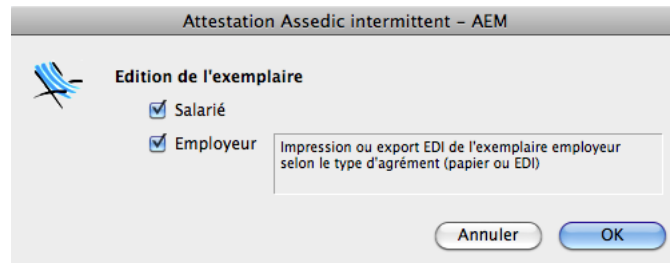 Attestation Assedic intermittent – AEM
Edition de l'exemplaire
Salarié
Employeur
Impression ou export EDI de l'exemplaire employeur
selon le type d'agrément (papier ou EDI)
Annuler
OK